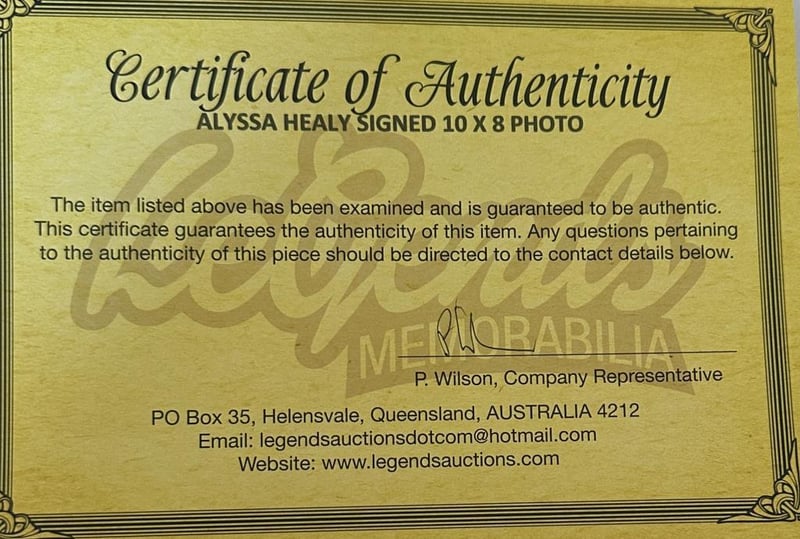 Certificate of Authenticity
ALYSSA HEALY SIGNED 10 X 8 PHOTO
Legends
The item listed above has been examined and is guaranteed to be authentic.
This certificate guarantees the authenticity of this item. Any questions pertaining
to the authenticity of this piece should be directed to the contact details below.
MEMORABILIA
P. Wilson, Company Representative
PO Box 35, Helensvale, Queensland, AUSTRALIA 4212
Email: legendsauctionsdotcom@hotmail.com
Website: www.legendsauctions.com